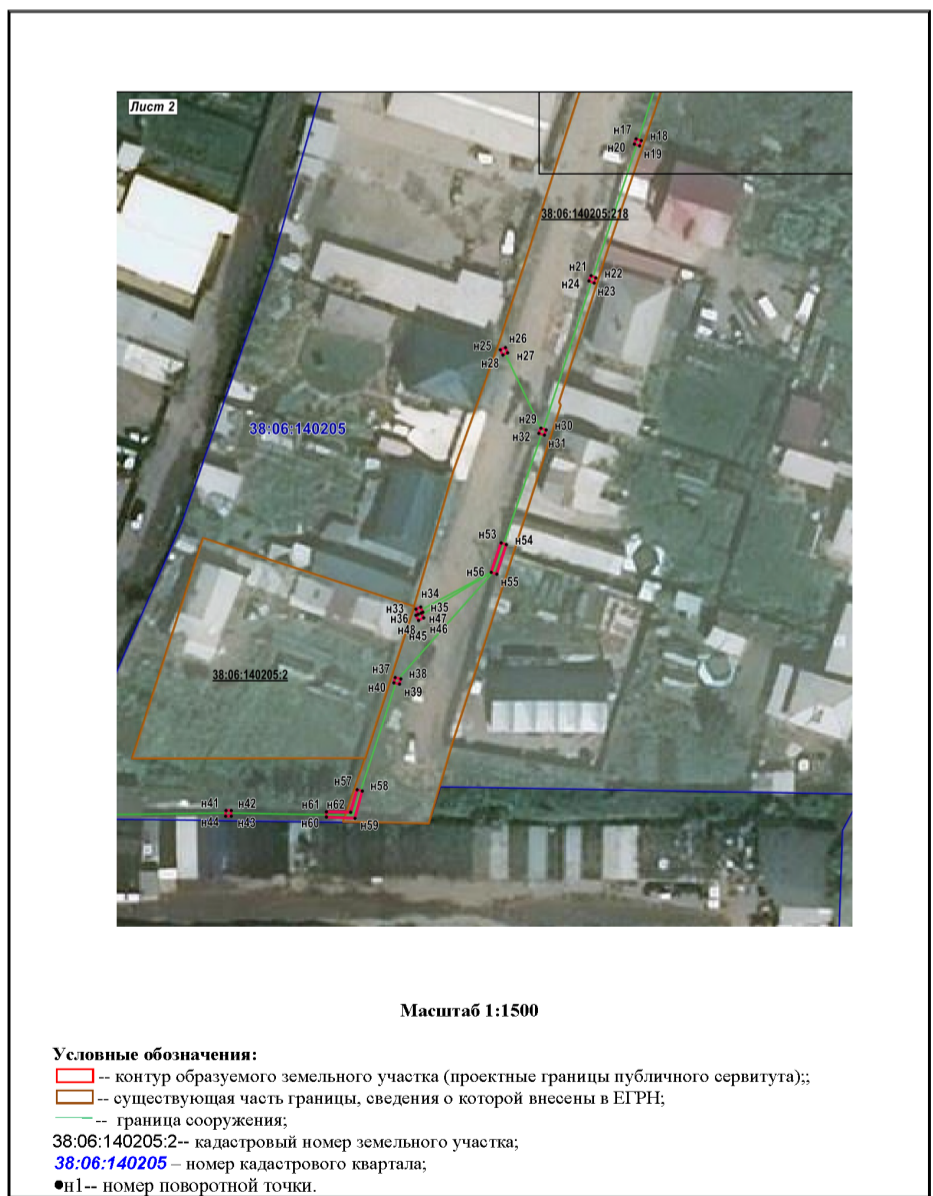 Лист 2
н17 н18
н20 н19
38:06:140205:218
н21 н22
н24 н23
н25 н26
н28 н27
н29 н30
н32 н31
38:06:140205
н53 н54
н56 н55
н33 н34 н35
н36 н47
н48 н46
н45
н37 н38
н40 н39
38:06:140205:2
н57 н58
н41 н42 н61 н62
н44 н43 н60 н59
Масштаб 1:1500
Условные обозначения:
-- контур образуемого земельного участка (проектные границы публичного сервитута);;
-- существующая часть границы, сведения о которой внесены в ЕГРН;
-- граница сооружения;
38:06:140205:2-- кадастровый номер земельного участка;
38:06:140205 – номер кадастрового квартала;
●н1-- номер поворотной точки.